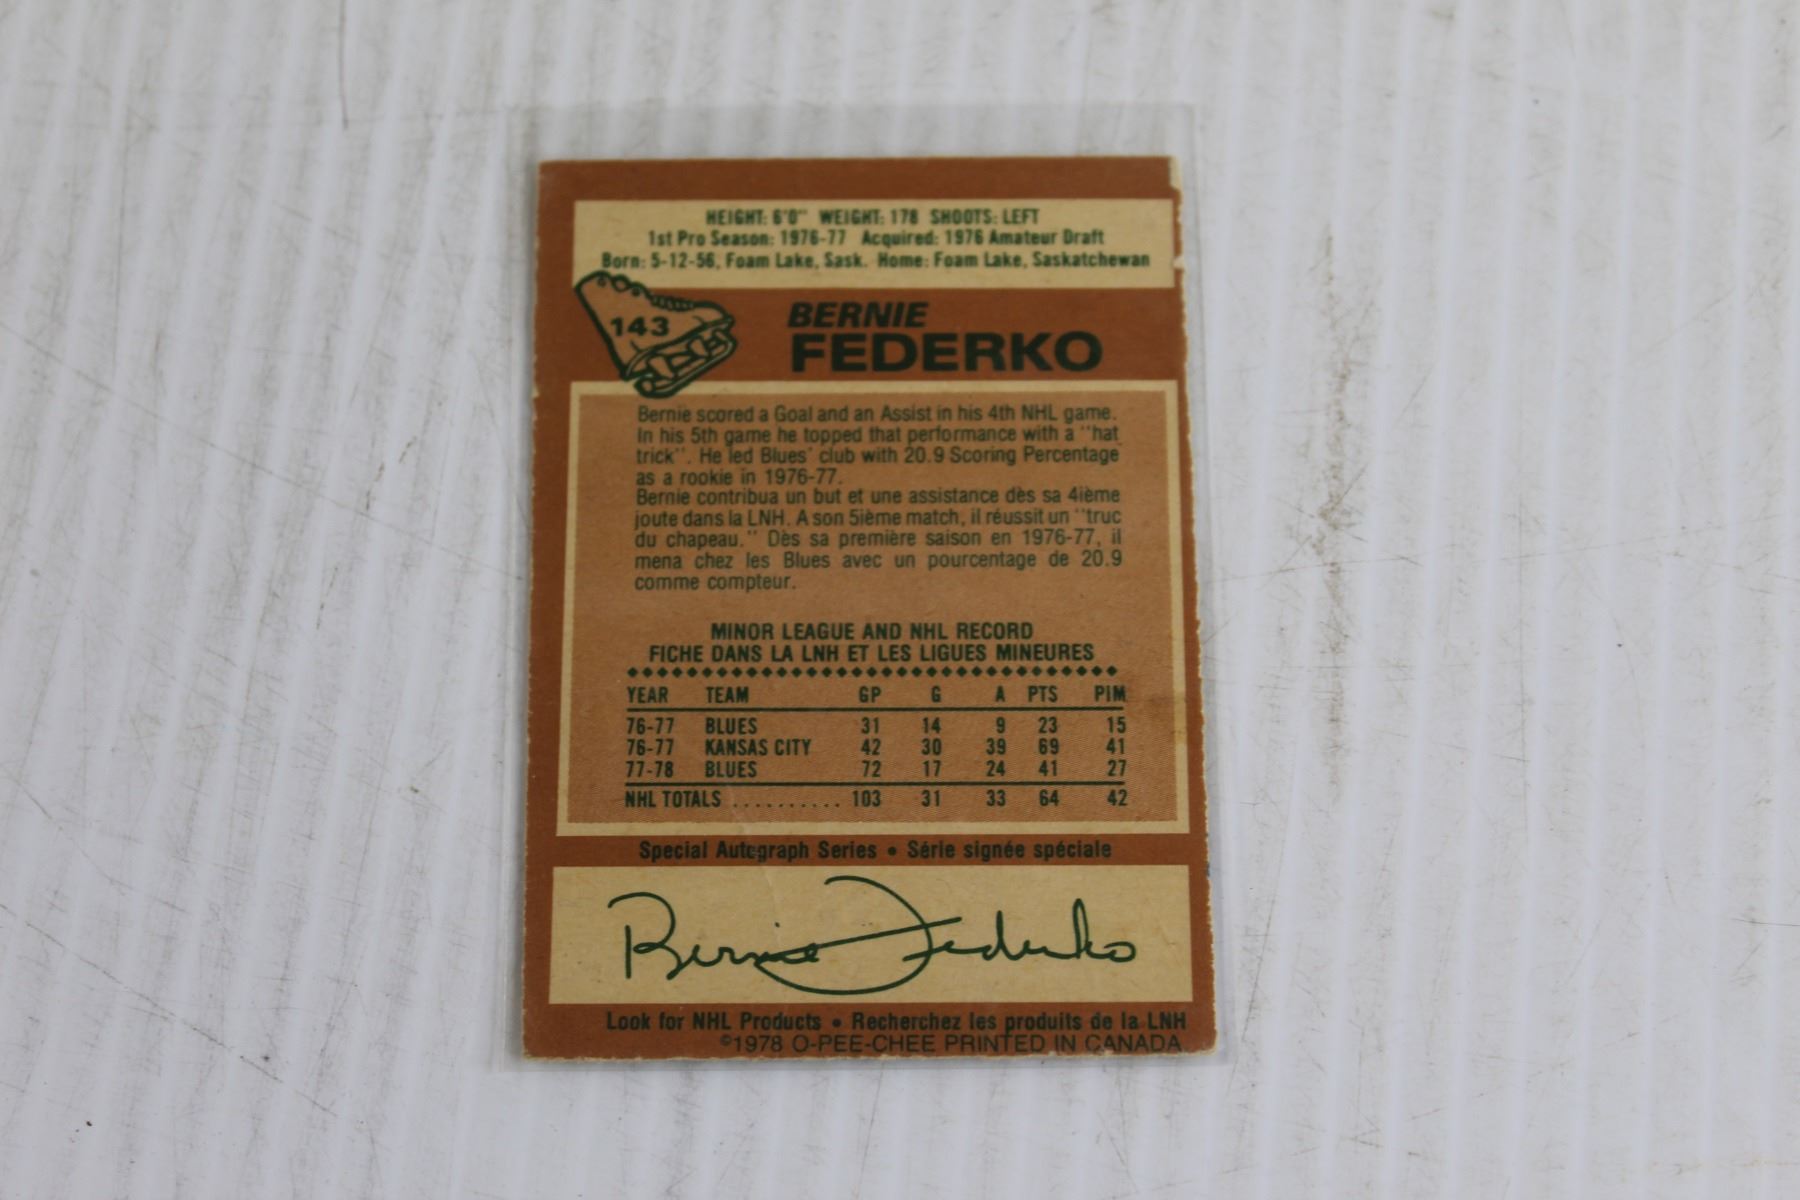 HEIGHT: 6'0" WEIGHT: 178 SHOOTS: LEFT
1st Pro Season: 1976-77 Acquired: 1976 Amateur Draft
Born: 5-12-56, Foam Lake, Sask. Home: Foam Lake, Saskatchewan
143
BERNIE
FEDERKO
Bernie scored a Goal and an Assist in his 4th NHL game.
In his 5th game he topped that performance with a "hat
trick". He led Blues' club with 20.9 Scoring Percentage
as a rookie in 1976-77.
Bernie contribua un but et une assistance dès sa 4ième
joute dans la LNH. A son 5ième match, il réussit un "truc
du chapeau." Dès sa première saison en 1976-77, il
mena chez les Blues avec un pourcentage de 20.9
comme compteur.
MINOR LEAGUE AND NHL RECORD
FICHE DANS LA LNH ET LES LIGUES MINEURES
YEAR TEAM GP G A PTS PIM
76-77 BLUES 31 14 9 23 15
76-77 KANSAS CITY 42 30 39 69 41
77-78 BLUES 72 17 24 41 27
NHL TOTALS .......... 103 31 33 64 42
Special Autograph Series • Série signée spéciale
Bernie Federko
Look for NHL Products • Recherchez les produits de la LNH
©1978 O-PEE-CHEE PRINTED IN CANADA